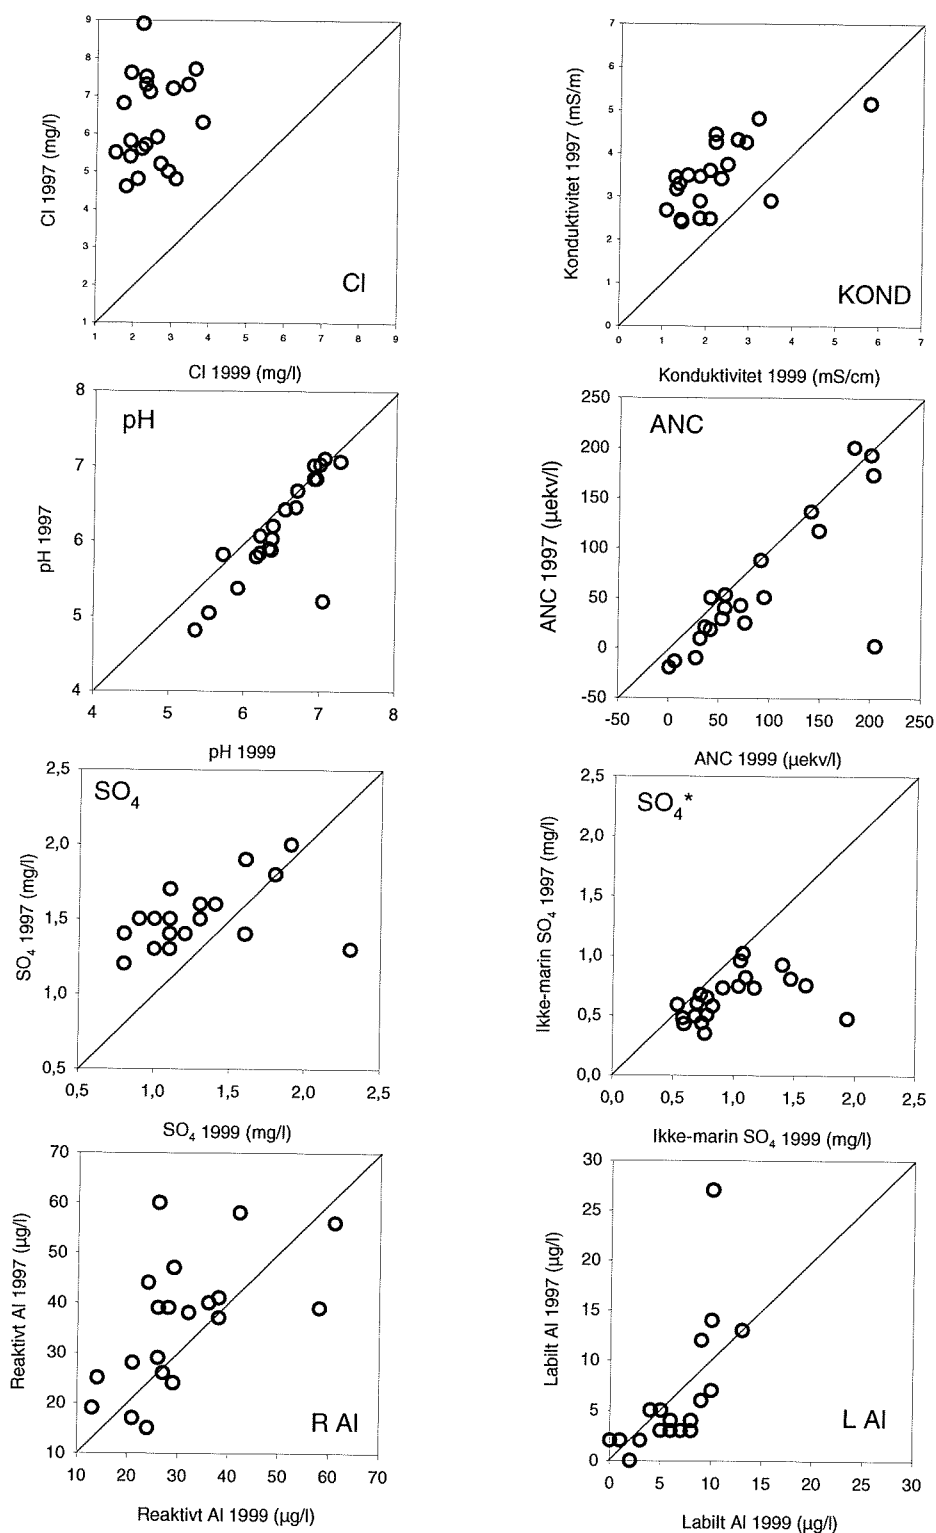 9
8
7
6
5
4
3
2
1
Cl 1997 (mg/l)
Cl
1 2 3 4 5 6 7 8 9
Cl 1999 (mg/l)
7
6
5
4
3
2
1
0
Konduktivitet 1997 (mS/m)
KOND
0 1 2 3 4 5 6 7
Konduktivitet 1999 (mS/cm)
8
7
6
5
4
pH 1997
pH
4 5 6 7 8
pH 1999
250
200
150
100
50
0
-50
ANC 1997 (µekv/l)
ANC
-50 0 50 100 150 200 250
ANC 1999 (µekv/l)
2,5
2,0
1,5
1,0
0,5
SO₄ 1997 (mg/l)
SO₄
0,5 1,0 1,5 2,0 2,5
SO₄ 1999 (mg/l)
2,5
2,0
1,5
1,0
0,5
0,0
Ikke-marin SO₄ 1997 (mg/l)
SO₄*
0,0 0,5 1,0 1,5 2,0 2,5
Ikke-marin SO₄ 1999 (mg/l)
70
60
50
40
30
20
10
Reaktivt Al 1997 (µg/l)
R Al
10 20 30 40 50 60 70
Reaktivt Al 1999 (µg/l)
30
25
20
15
10
5
0
Labilt Al 1997 (µg/l)
L Al
0 5 10 15 20 25 30
Labilt Al 1999 (µg/l)